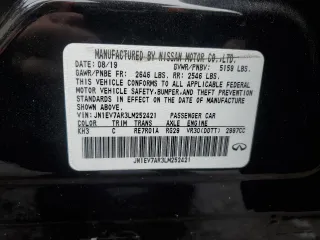 MANUFACTURED BY NISSAN MOTOR CO.,LTD.
DATE: 08/19 GVWR/PNBV: 5159 LBS.
GAWR/PNBE FR: 2646 LBS. RR: 2546 LBS.
THIS VEHICLE CONFORMS TO ALL APPLICABLE FEDERAL
MOTOR VEHICLE SAFETY,BUMPER,AND THEFT PREVENTION
STANDARDS IN EFFECT ON THE DATE OF MANUFACTURE
SHOWN ABOVE.
VIN: JN1EV7AR3LM252421 PASSENGER CAR
COLOR TRIM TRANS AXLE ENGINE
KH3 C RE7R01A RG29 VR30(DDTT) 2997CC
JN1EV7AR3LM252421
INFINITI